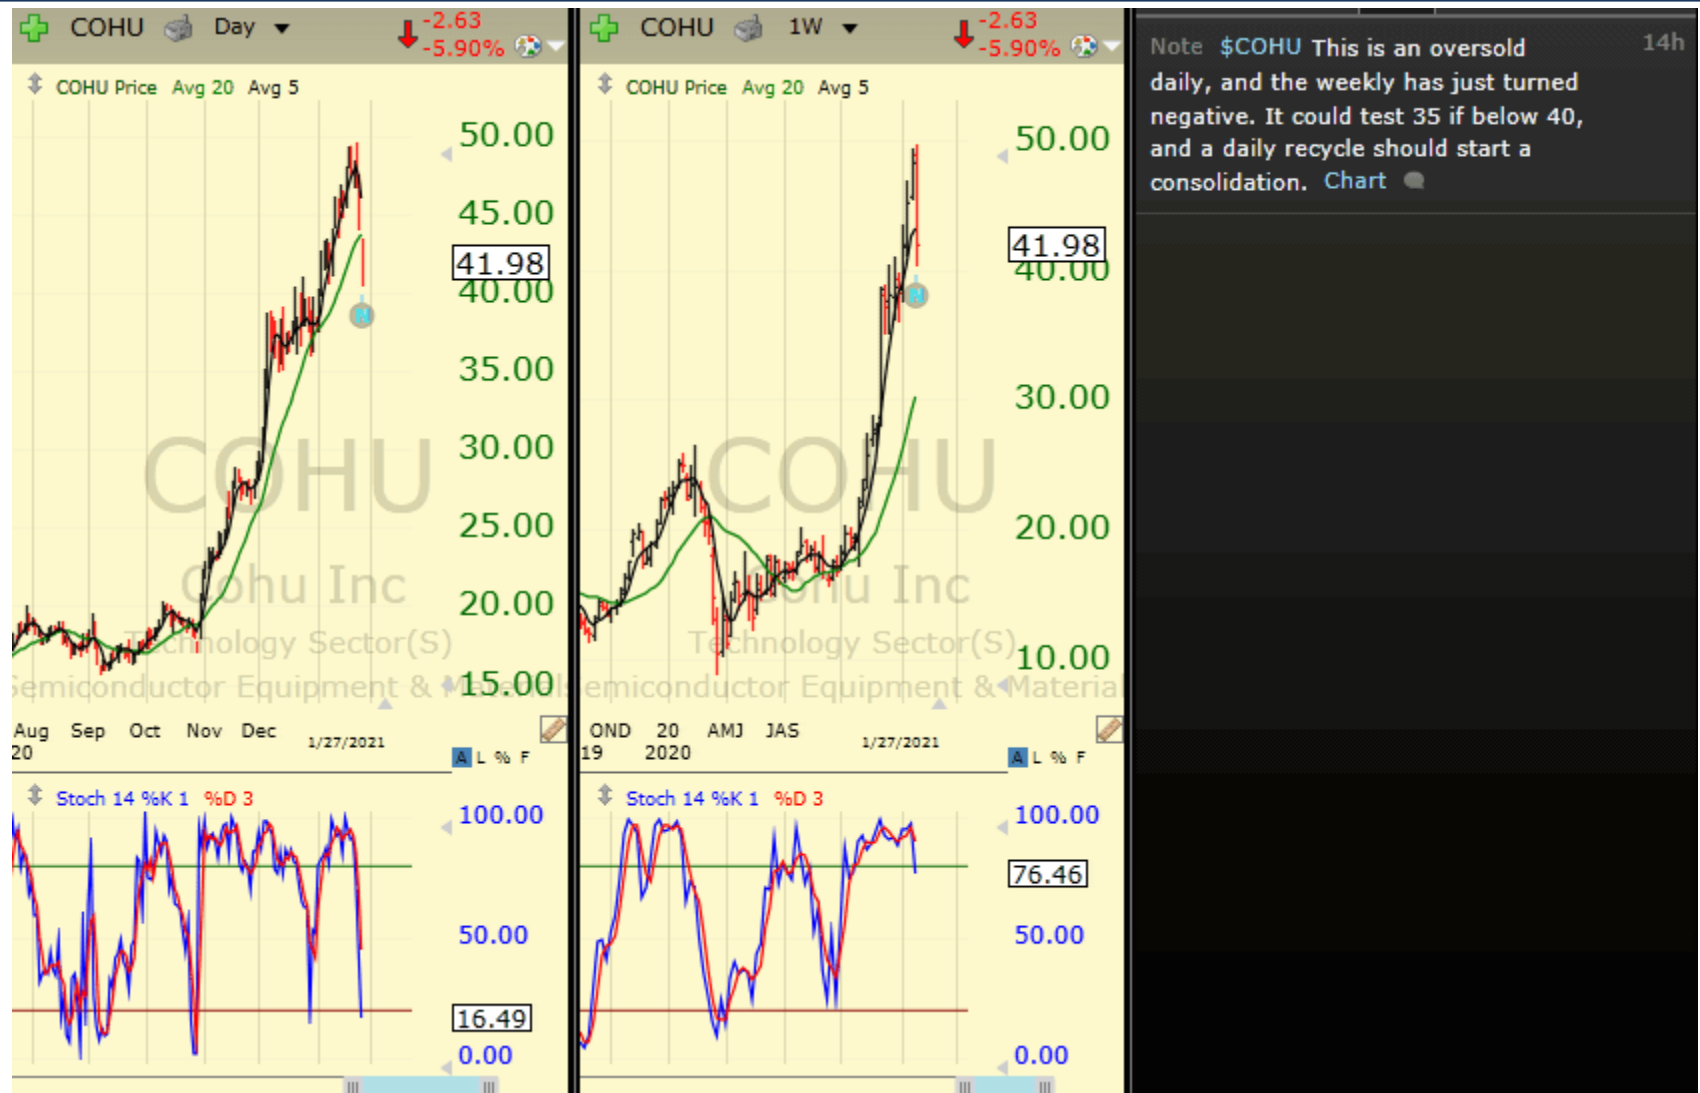 COHU Day -2.63
-5.90%
COHU Price Avg 20 Avg 5
50.00
45.00
41.98
40.00
35.00
30.00
25.00
20.00
15.00
COHU
Cohu Inc
Technology Sector(S)
Semiconductor Equipment & Materials
N
Aug Sep Oct Nov Dec 1/27/2021
20
A L % F
Stoch 14 %K 1 %D 3
100.00
50.00
16.49
0.00
COHU 1W -2.63
-5.90%
COHU Price Avg 20 Avg 5
50.00
41.98
40.00
30.00
20.00
10.00
COHU
Cohu Inc
Technology Sector(S)
emiconductor Equipment & Material
N
OND 20 AMJ JAS 1/27/2021
19 2020
A L % F
Stoch 14 %K 1 %D 3
100.00
76.46
50.00
0.00
Note $COHU This is an oversold 14h
daily, and the weekly has just turned
negative. It could test 35 if below 40,
and a daily recycle should start a
consolidation. Chart